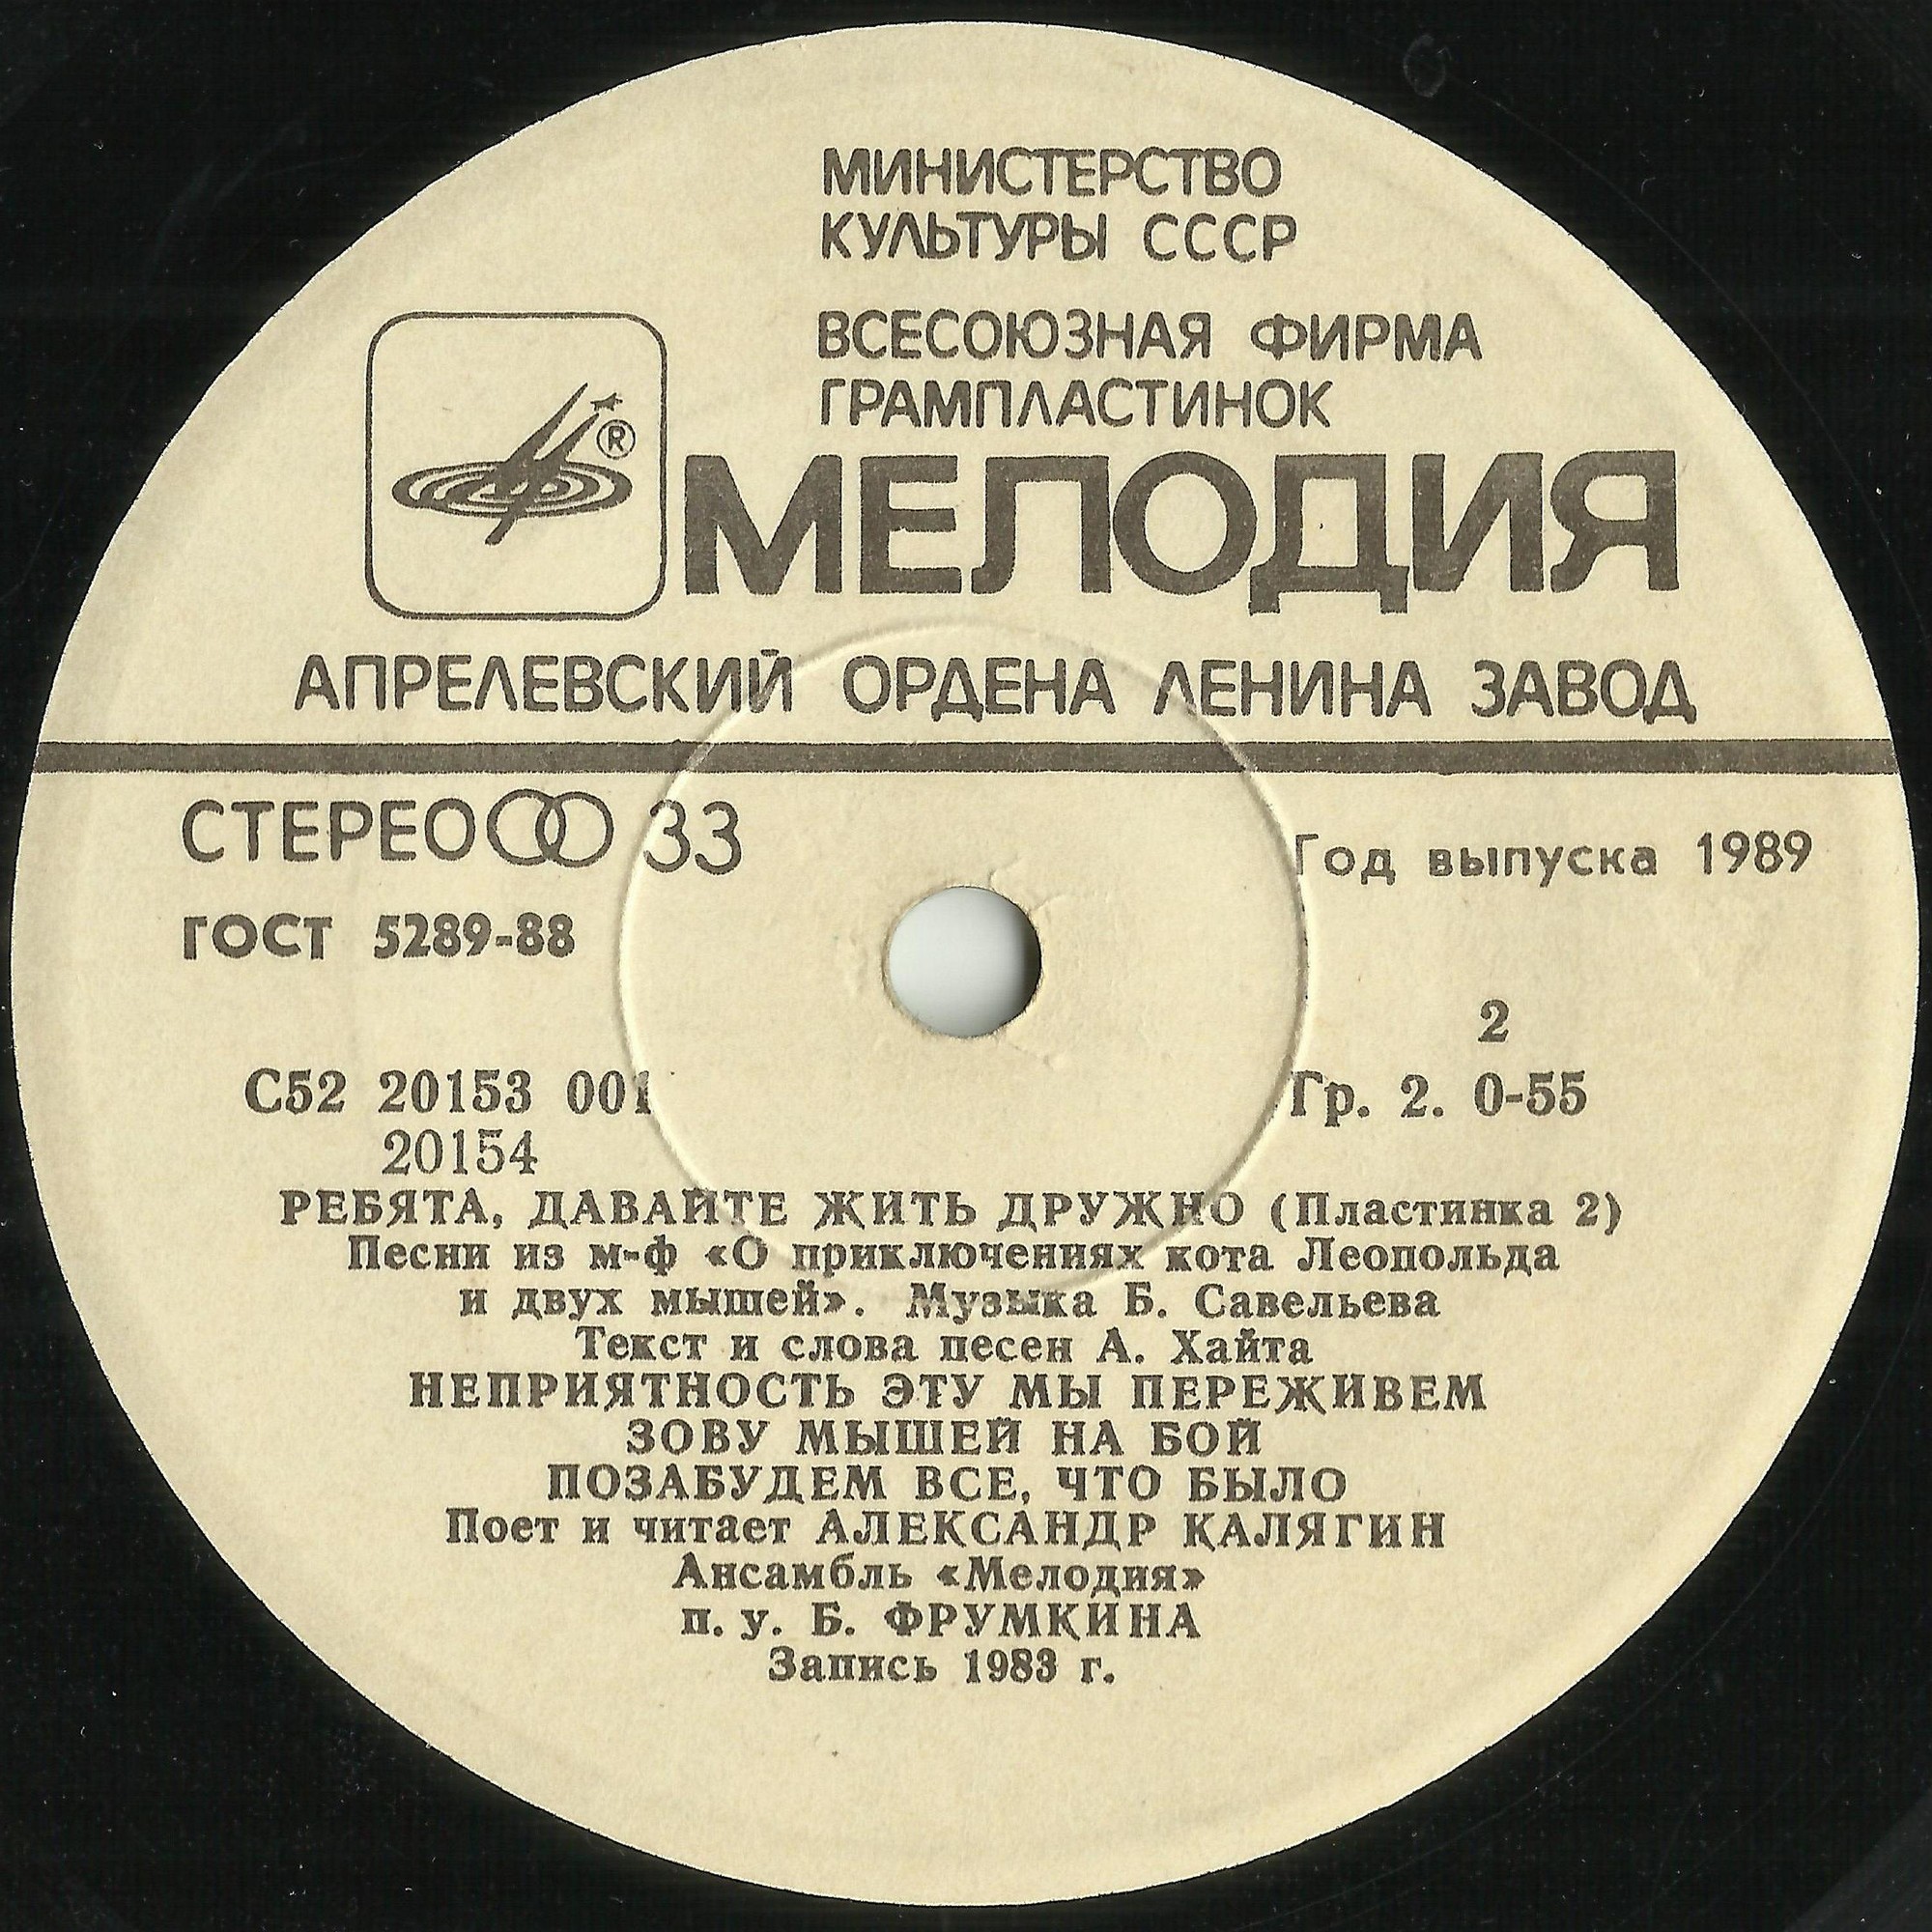 МИНИСТЕРСТВО
КУЛЬТУРЫ СССР
ВСЕСОЮЗНАЯ ФИРМА
ГРАМПЛАСТИНОК
®
МЕЛОДИЯ
АПРЕЛЕВСКИЙ ОРДЕНА ЛЕНИНА ЗАВОД
СТЕРЕО 33
Год выпуска 1989
ГОСТ 5289-88
2
С52 20153 001
Гр. 2. 0-55
20154
РЕБЯТА, ДАВАЙТЕ ЖИТЬ ДРУЖНО (Пластинка 2)
Песни из м-ф «О приключениях кота Леопольда
и двух мышей». Музыка Б. Савельева
Текст и слова песен А. Хайта
НЕПРИЯТНОСТЬ ЭТУ МЫ ПЕРЕЖИВЕМ
ЗОВУ МЫШЕЙ НА БОЙ
ПОЗАБУДЕМ ВСЕ, ЧТО БЫЛО
Поет и читает АЛЕКСАНДР КАЛЯГИН
Ансамбль «Мелодия»
п. у. Б. ФРУМКИНА
Запись 1983 г.